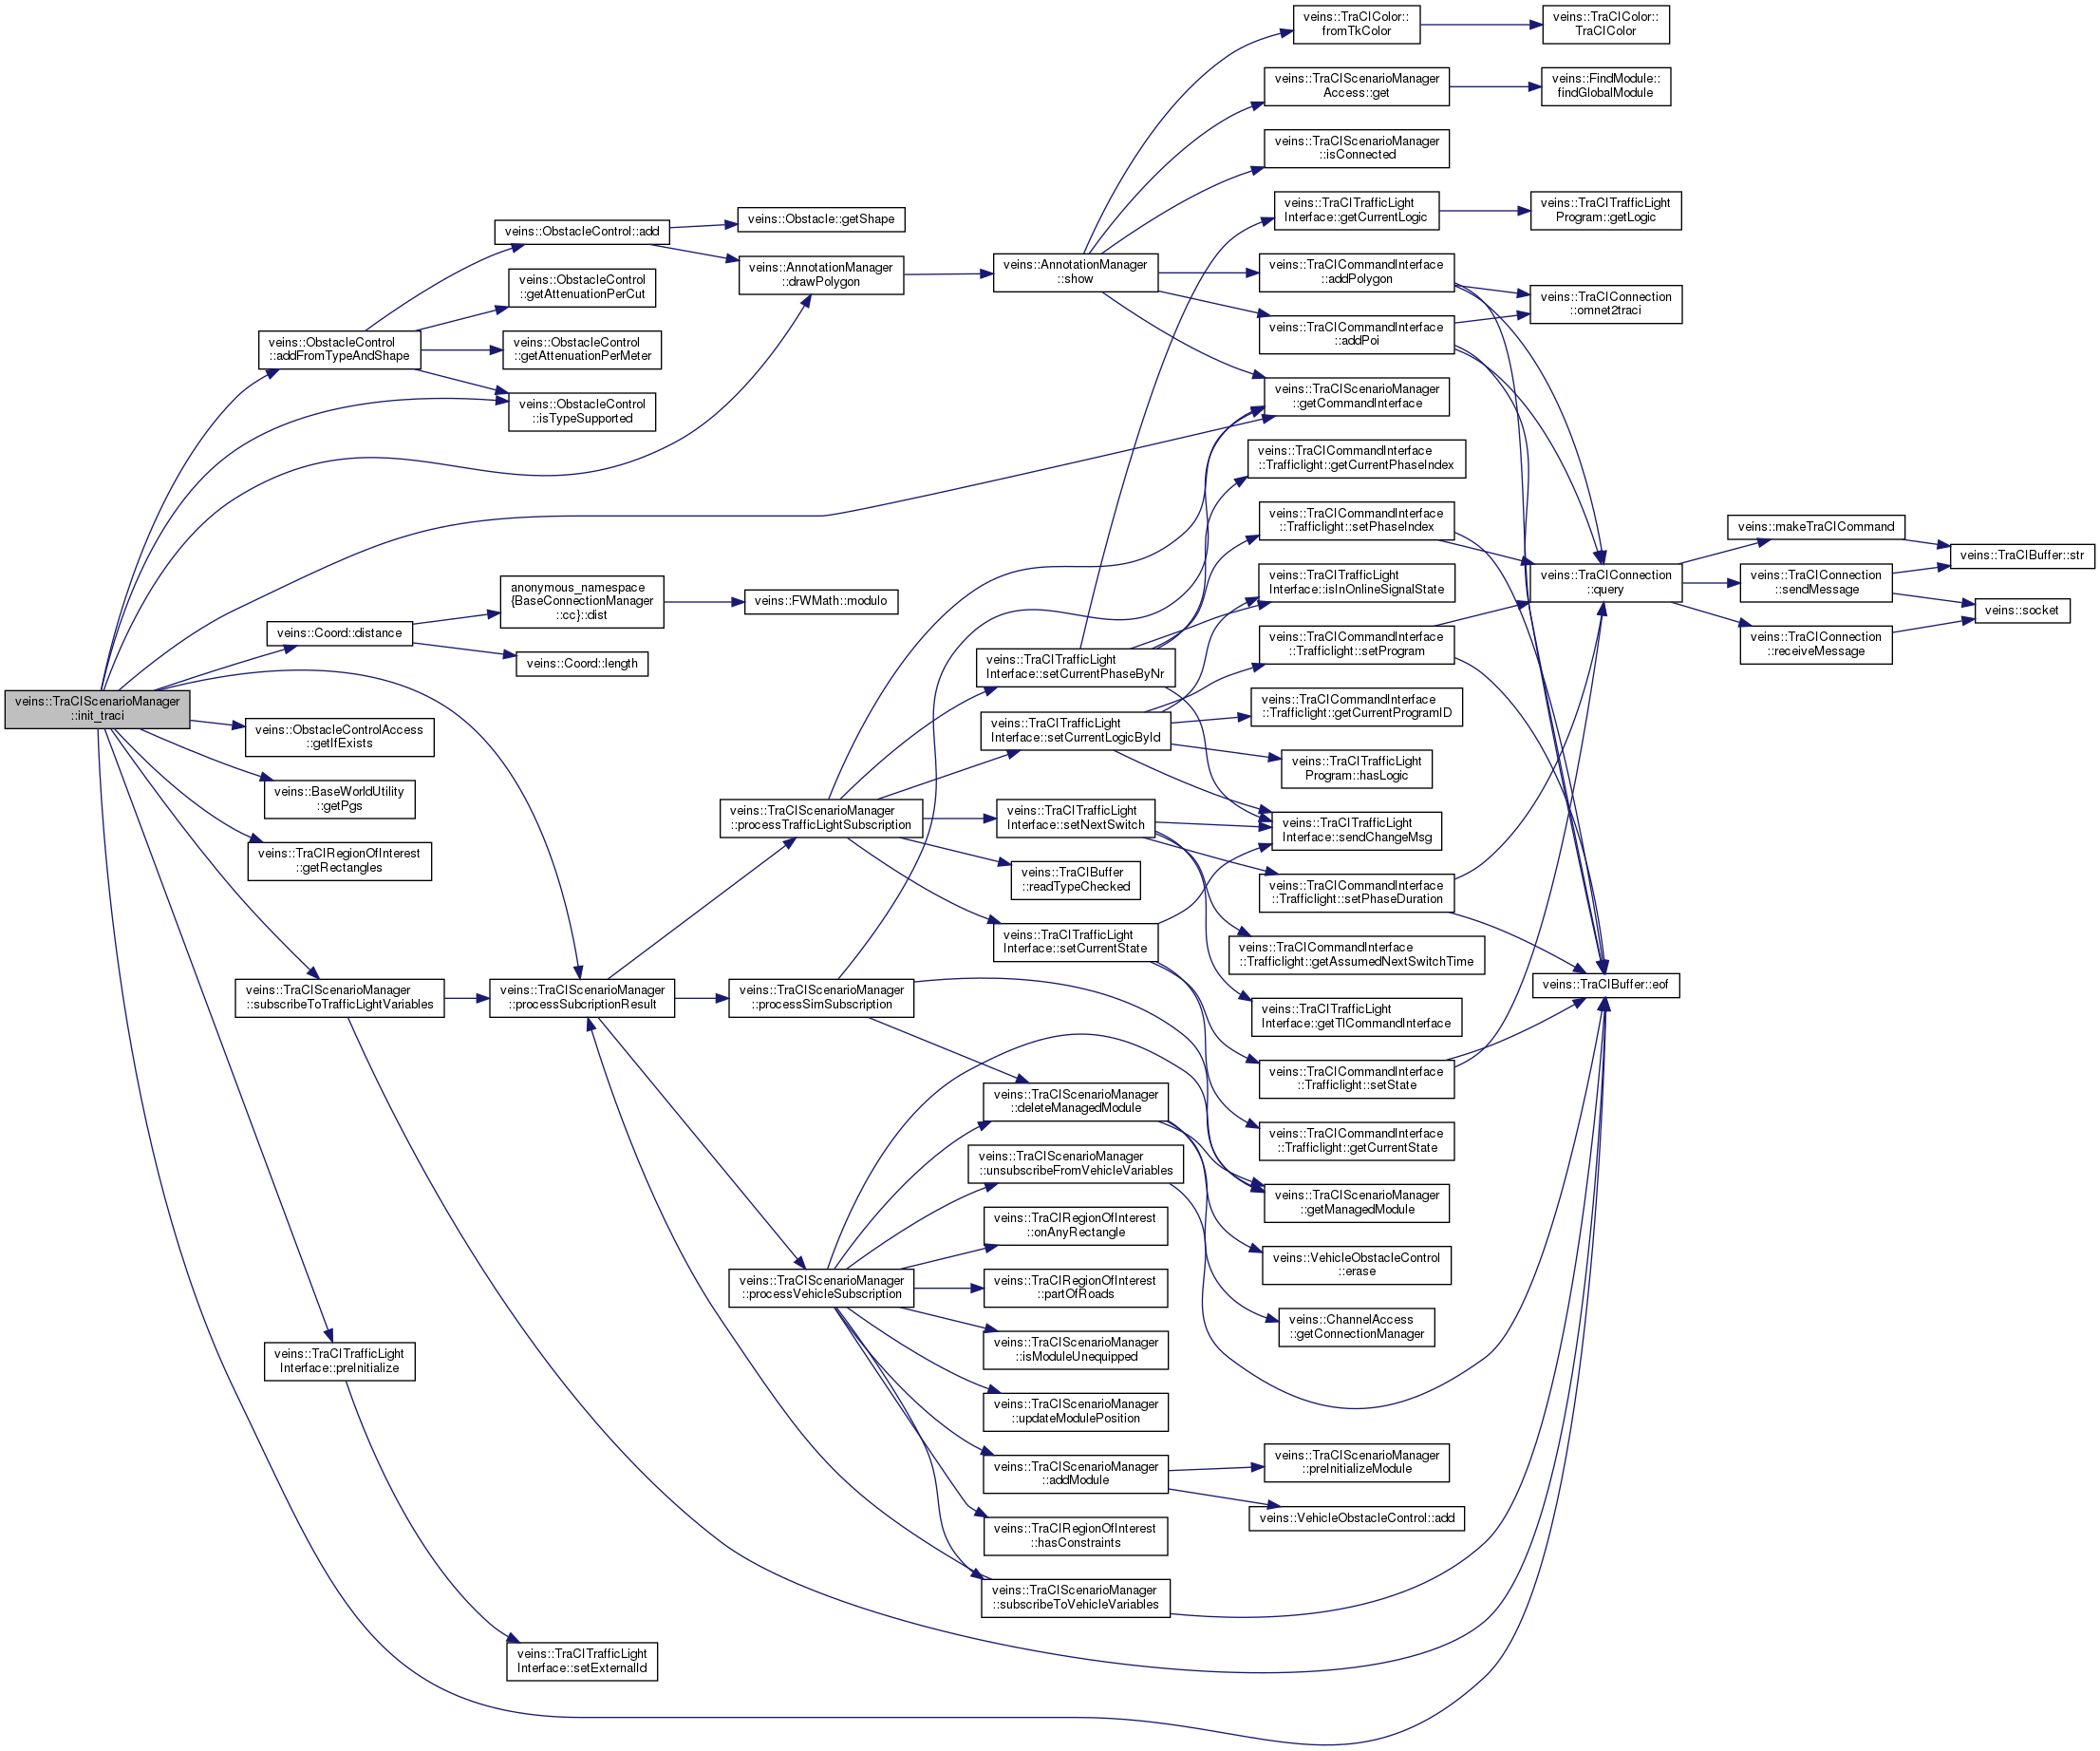 veins::TraCIScenarioManager
::init_traci
veins::ObstacleControl
::addFromTypeAndShape
veins::Coord::distance
veins::ObstacleControlAccess
::getIfExists
veins::BaseWorldUtility
::getPgs
veins::TraCIRegionOfInterest
::getRectangles
veins::TraCIScenarioManager
::subscribeToTrafficLightVariables
veins::TraCITrafficLight
Interface::preInitialize
veins::ObstacleControl::add
veins::ObstacleControl
::getAttenuationPerCut
veins::ObstacleControl
::getAttenuationPerMeter
veins::ObstacleControl
::isTypeSupported
anonymous_namespace
{BaseConnectionManager
::cc}::dist
veins::Coord::length
veins::TraCIScenarioManager
::processSubcriptionResult
veins::TraCITrafficLight
Interface::setExternalId
veins::Obstacle::getShape
veins::AnnotationManager
::drawPolygon
veins::FWMath::modulo
veins::TraCIScenarioManager
::processTrafficLightSubscription
veins::TraCIScenarioManager
::processSimSubscription
veins::TraCIScenarioManager
::processVehicleSubscription
veins::AnnotationManager
::show
veins::TraCITrafficLight
Interface::setCurrentPhaseByNr
veins::TraCITrafficLight
Interface::setCurrentLogicById
veins::TraCITrafficLight
Interface::setNextSwitch
veins::TraCIBuffer
::readTypeChecked
veins::TraCITrafficLight
Interface::setCurrentState
veins::TraCIScenarioManager
::deleteManagedModule
veins::TraCIScenarioManager
::unsubscribeFromVehicleVariables
veins::TraCIRegionOfInterest
::onAnyRectangle
veins::TraCIRegionOfInterest
::partOfRoads
veins::TraCIScenarioManager
::isModuleUnequipped
veins::TraCIScenarioManager
::updateModulePosition
veins::TraCIScenarioManager
::addModule
veins::TraCIRegionOfInterest
::hasConstraints
veins::TraCIScenarioManager
::subscribeToVehicleVariables
veins::TraCIColor::
fromTkColor
veins::TraCIScenarioManager
Access::get
veins::TraCIScenarioManager
::isConnected
veins::TraCITrafficLight
Interface::getCurrentLogic
veins::TraCICommandInterface
::addPolygon
veins::TraCICommandInterface
::addPoi
veins::TraCIScenarioManager
::getCommandInterface
veins::TraCICommandInterface
::Trafficlight::getCurrentPhaseIndex
veins::TraCICommandInterface
::Trafficlight::setPhaseIndex
veins::TraCITrafficLight
Interface::isInOnlineSignalState
veins::TraCICommandInterface
::Trafficlight::setProgram
veins::TraCICommandInterface
::Trafficlight::getCurrentProgramID
veins::TraCITrafficLight
Program::hasLogic
veins::TraCITrafficLight
Interface::sendChangeMsg
veins::TraCICommandInterface
::Trafficlight::setPhaseDuration
veins::TraCICommandInterface
::Trafficlight::getAssumedNextSwitchTime
veins::TraCITrafficLight
Interface::getTlCommandInterface
veins::TraCICommandInterface
::Trafficlight::setState
veins::TraCICommandInterface
::Trafficlight::getCurrentState
veins::TraCIScenarioManager
::getManagedModule
veins::VehicleObstacleControl
::erase
veins::ChannelAccess
::getConnectionManager
veins::TraCIScenarioManager
::preInitializeModule
veins::VehicleObstacleControl::add
veins::TraCIColor::
TraCIColor
veins::FindModule::
findGlobalModule
veins::TraCITrafficLight
Program::getLogic
veins::TraCIConnection
::omnet2traci
veins::TraCIConnection
::query
veins::TraCIBuffer::eof
veins::makeTraCICommand
veins::TraCIConnection
::sendMessage
veins::TraCIConnection
::receiveMessage
veins::TraCIBuffer::str
veins::socket